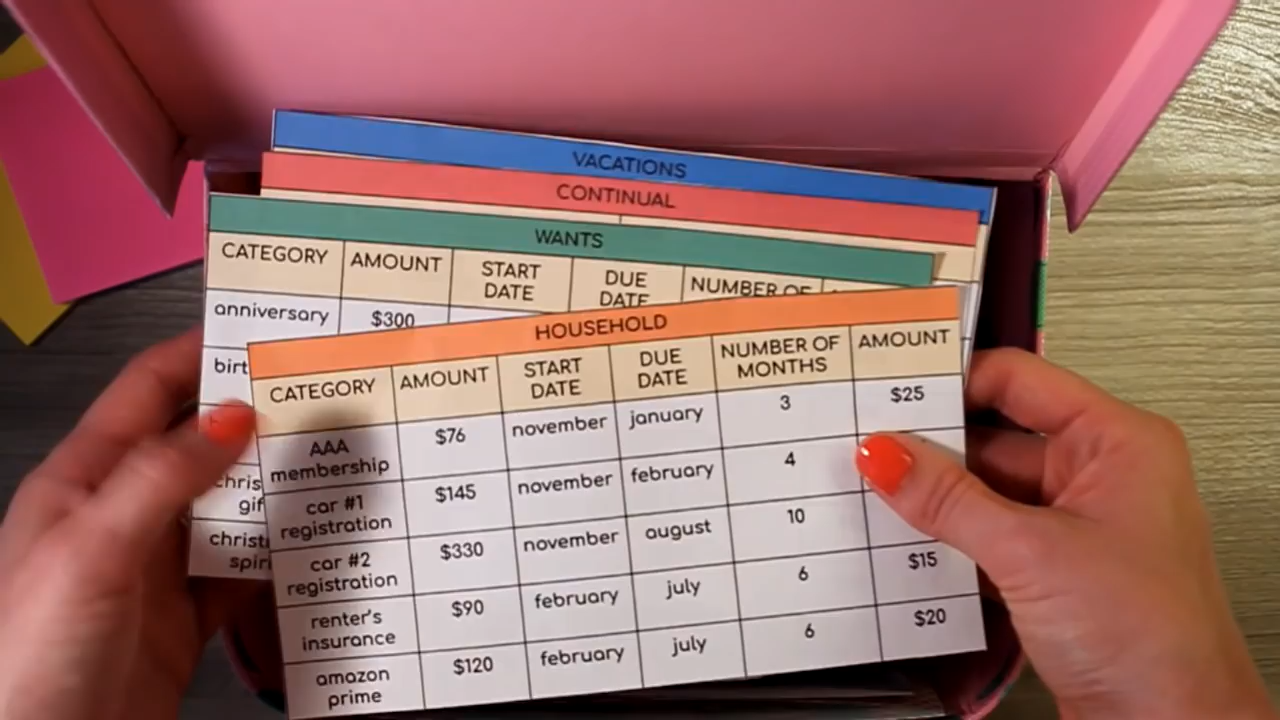 VACATIONS
CONTINUAL
WANTS
CATEGORY AMOUNT START DATE DUE DATE NUMBER OF
anniversary $300
HOUSEHOLD
CATEGORY AMOUNT START DATE DUE DATE NUMBER OF MONTHS AMOUNT
AAA membership $76 november january 3 $25
car #1 registration $145 november february 4
car #2 registration $330 november august 10
renter's insurance $90 february july 6 $15
amazon prime $120 february july 6 $20